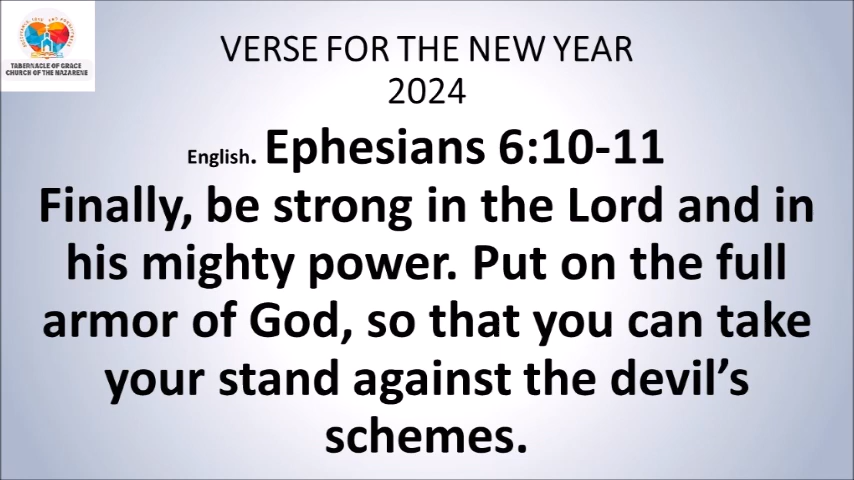 TABERNACLE OF GRACE
CHURCH OF THE NAZARENE
VERSE FOR THE NEW YEAR
2024
English. Ephesians 6:10-11
Finally, be strong in the Lord and in
his mighty power. Put on the full
armor of God, so that you can take
your stand against the devil’s
schemes.